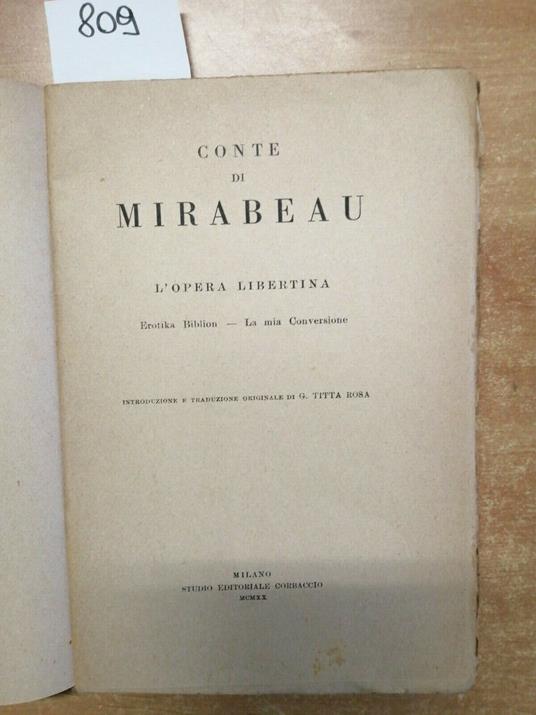 809
CONTE
DI
MIRABEAU
L'OPERA LIBERTINA
Erotika Biblion — La mia Conversione
INTRODUZIONE E TRADUZIONE ORIGINALE DI G. TITTA ROSA
MILANO
STUDIO EDITORIALE CORBACCIO
MCMXX